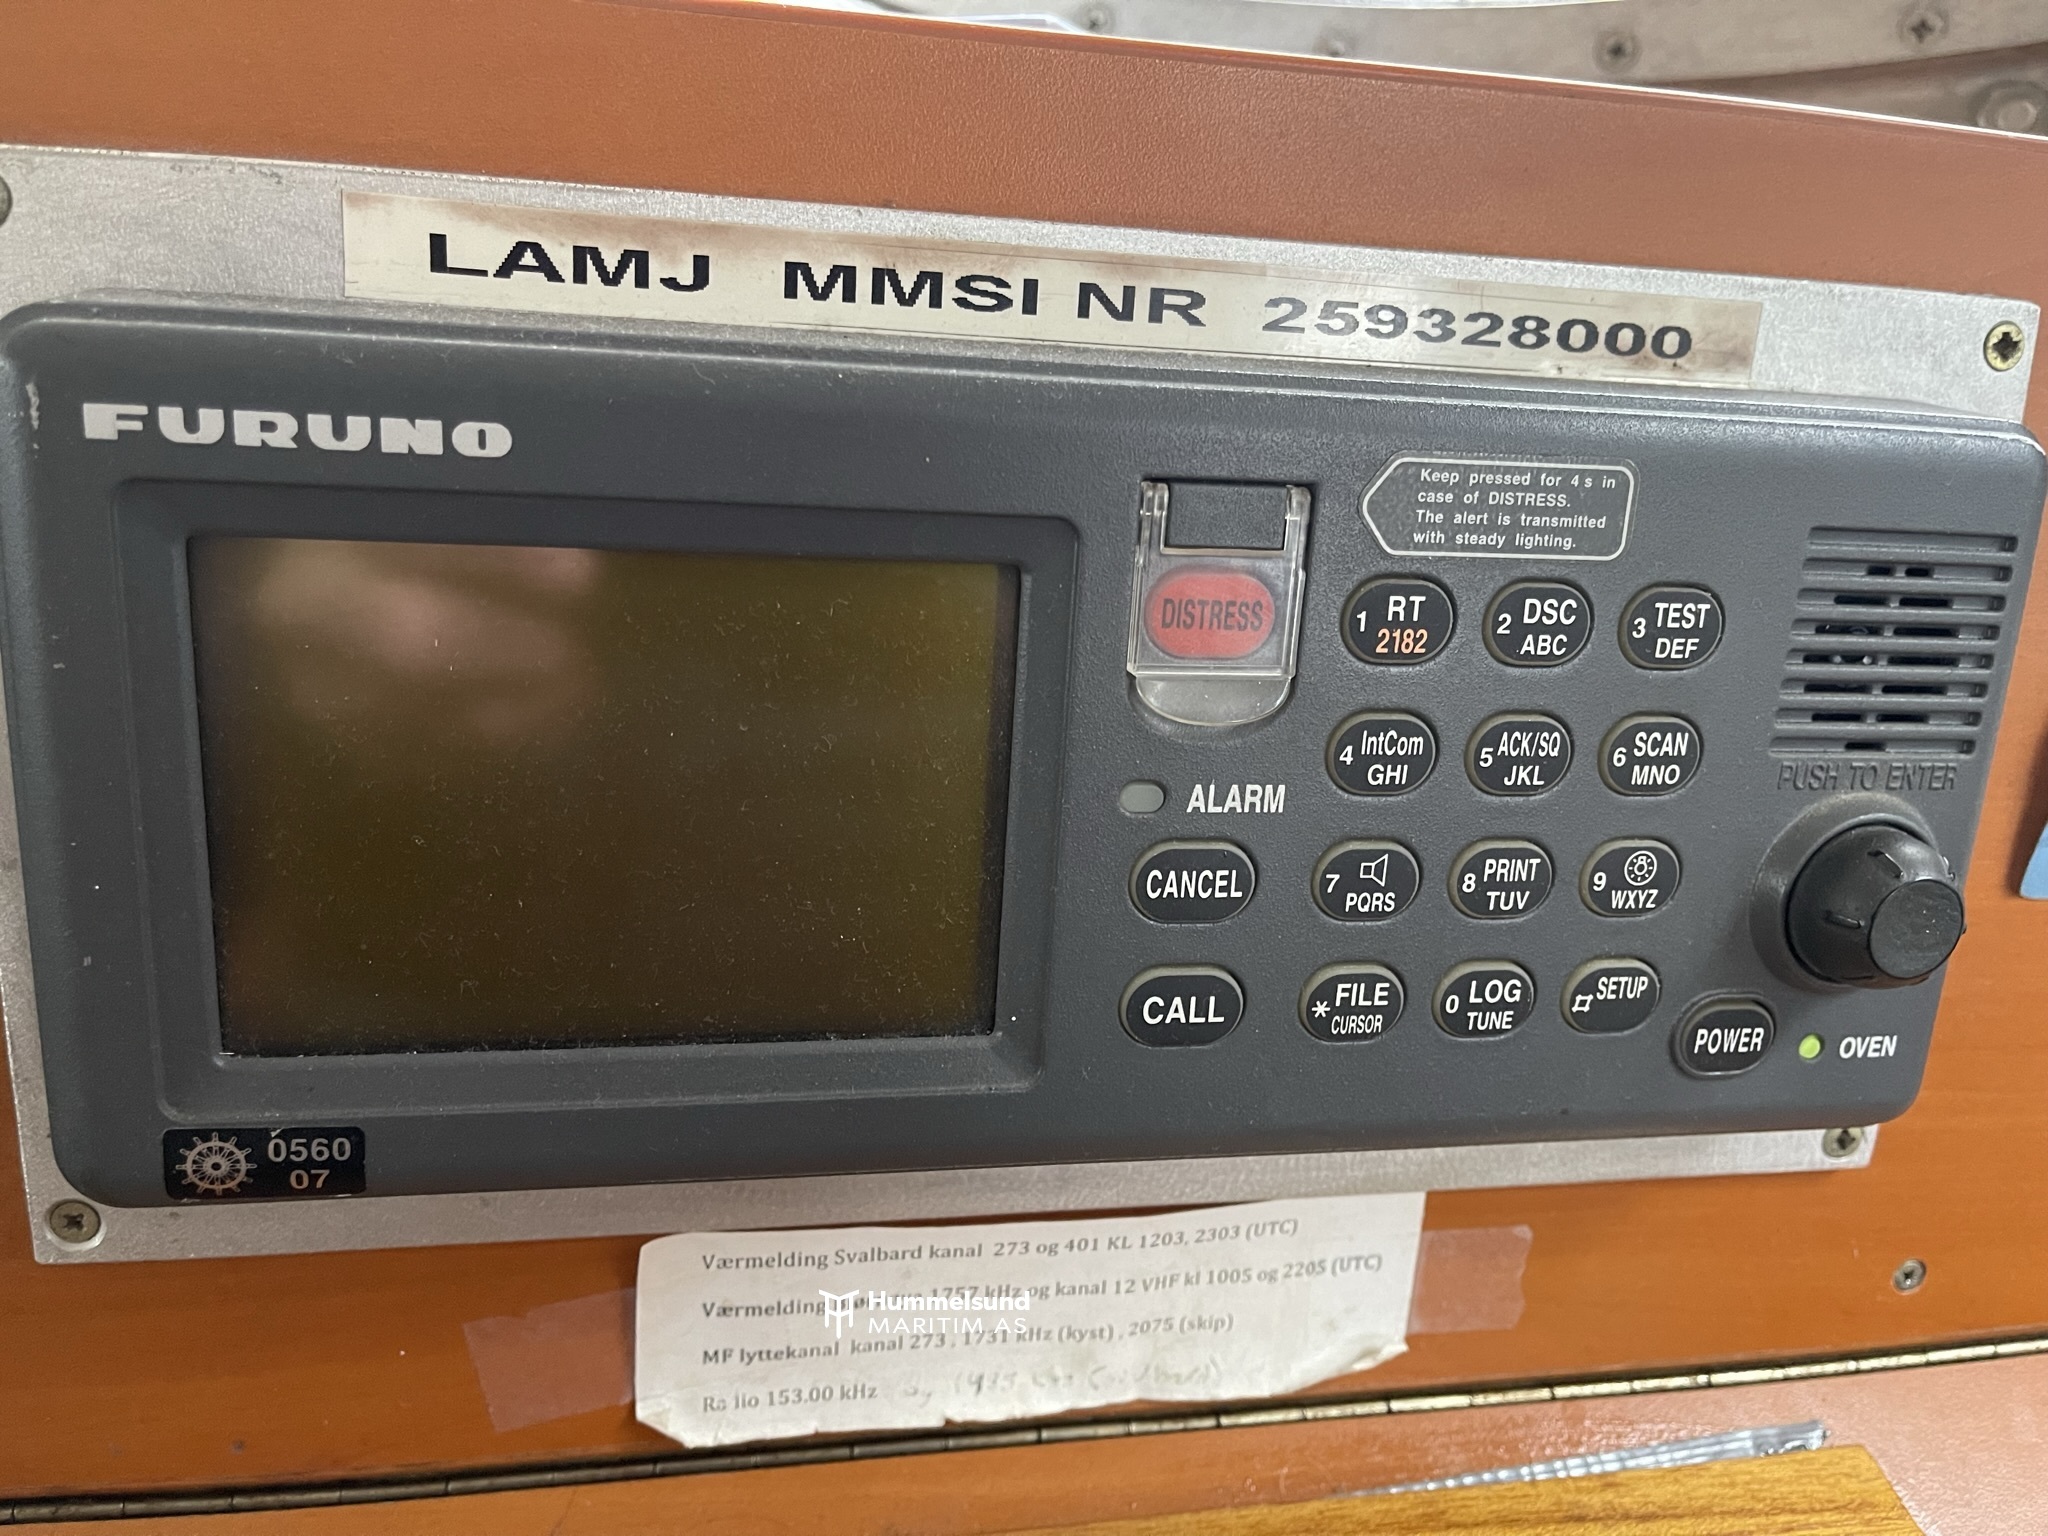 LAMJ MMSI NR 259328000
FURUNO
Keep pressed for 4 s in
case of DISTRESS.
The alert is transmitted
with steady lighting.
DISTRESS
1 RT 2182
2 DSC ABC
3 TEST DEF
4 IntCom GHI
5 ACK/SQ JKL
6 SCAN MNO
PUSH TO ENTER
ALARM
CANCEL
7 PQRS
8 PRINT TUV
9 WXYZ
CALL
* FILE CURSOR
0 LOG TUNE
# SETUP
POWER
OVEN
0560
07
Værmelding Svalbard kanal 273 og 401 KL 1203, 2303 (UTC)
Værmelding 1757 kHz og kanal 12 VHF kl 1005 og 2205 (UTC)
MF lyttekanal kanal 273 , 1731 kHz (kyst) , 2075 (skip)
153.00 kHz
Hummelsund
MARITIM AS